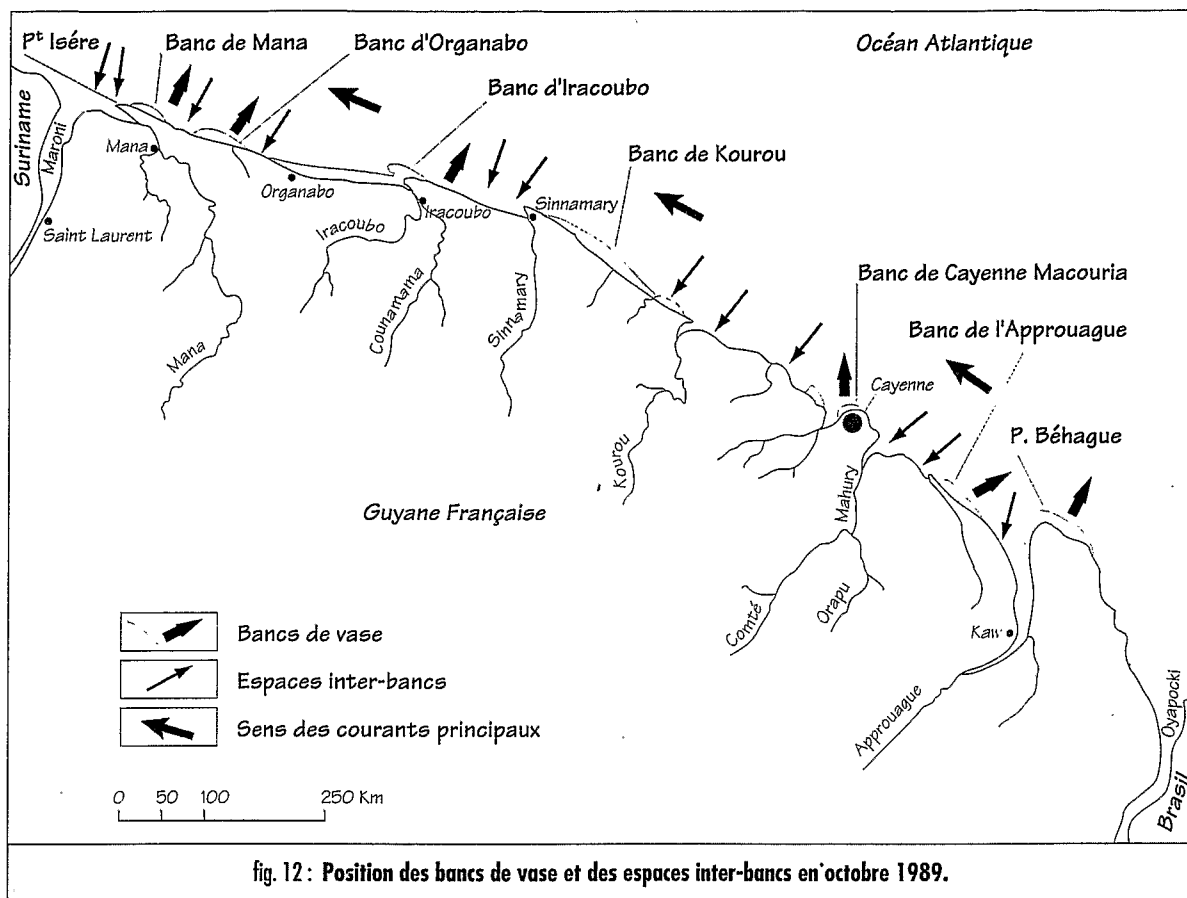 Pt Isére
Banc de Mana
Banc d'Organabo
Océan Atlantique
Banc d'Iracoubo
Suriname
Maroni
Mana
Banc de Kourou
Organabo
Iracoubo
Sinnamary
Saint Laurent
Iracoubo
Counamama
Sinnamary
Mana
Banc de Cayenne Macouria
Banc de l'Approuague
Cayenne
P. Béhague
Kourou
Mahury
Guyane Française
Comté
Orapu
Kaw
Approuague
Oyapocki
Brasil
Bancs de vase
Espaces inter-bancs
Sens des courants principaux
0 50 100 250 Km
fig. 12 : Position des bancs de vase et des espaces inter-bancs en octobre 1989.